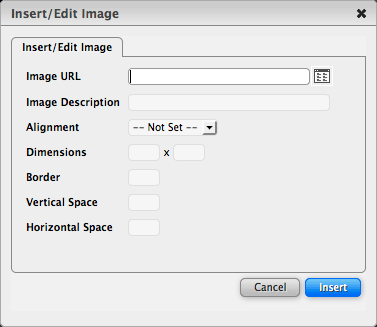 Insert/Edit Image
Insert/Edit Image
Image URL
Image Description
Alignment -- Not Set --
Dimensions x
Border
Vertical Space
Horizontal Space
Cancel Insert